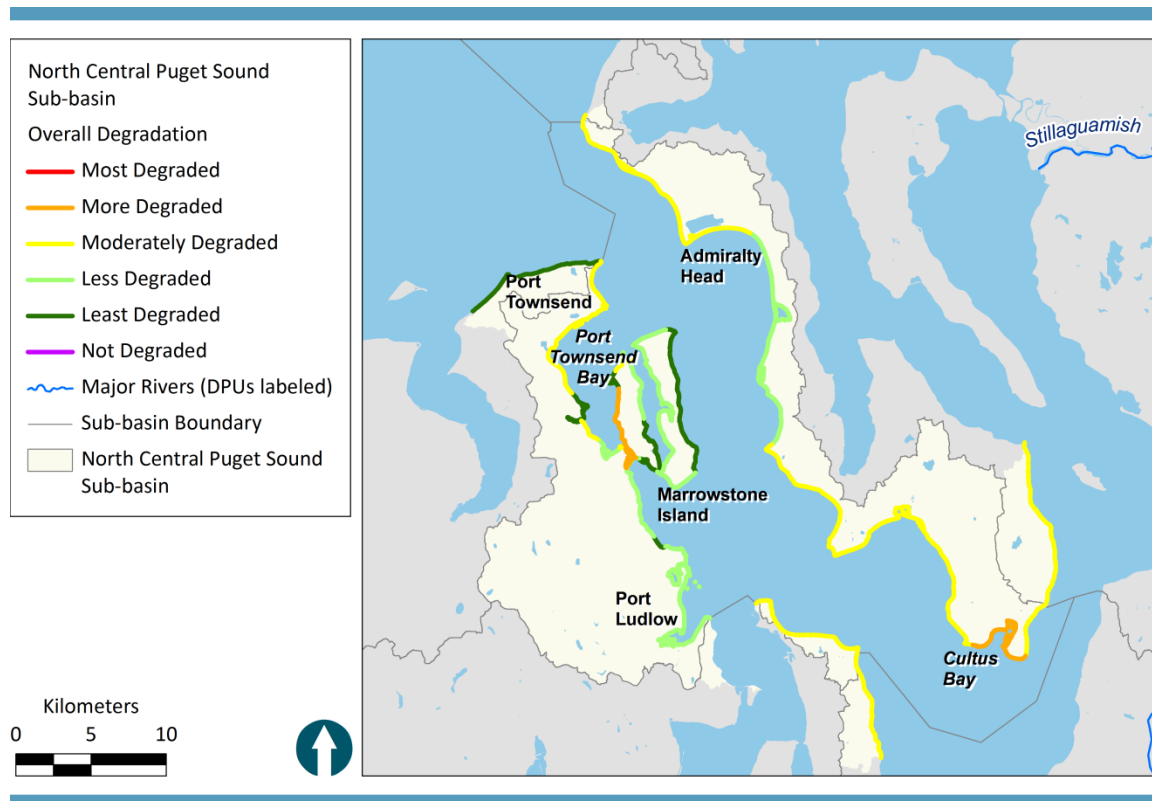 North Central Puget Sound
Sub-basin
Overall Degradation
Most Degraded
More Degraded
Moderately Degraded
Less Degraded
Least Degraded
Not Degraded
Major Rivers (DPUs labeled)
Sub-basin Boundary
North Central Puget Sound
Sub-basin
Kilometers
0 5 10
Stillaguamish
Admiralty
Head
Port
Townsend
Port
Townsend
Bay
Marrowstone
Island
Port
Ludlow
Cultus
Bay